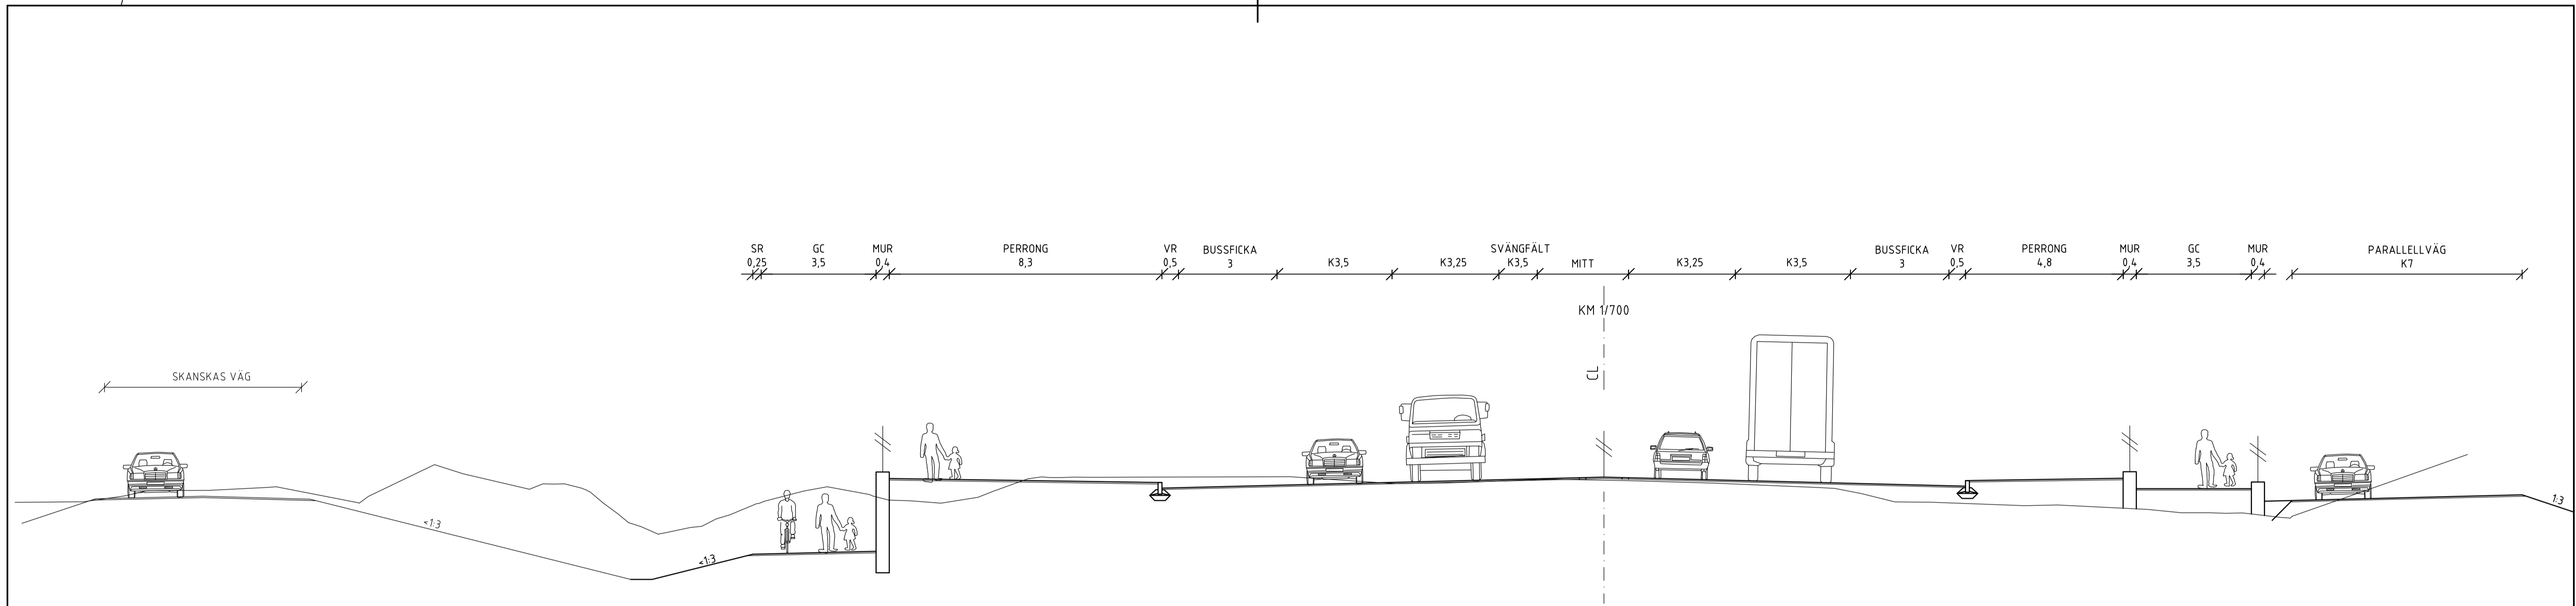 SR GC MUR PERRONG VR BUSSFICKA SVÄNGFÄLT BUSSFICKA VR PERRONG MUR GC MUR PARALLELLVÄG
0,25 3,5 0,4 8,3 0,5 3 K3,5 K3,25 K3,5 MITT K3,25 K3,5 3 0,5 4,8 0,4 3,5 0,4 K7
KM 1/700
CL
SKANSKAS VÄG
<1:3
<1:3
1:3